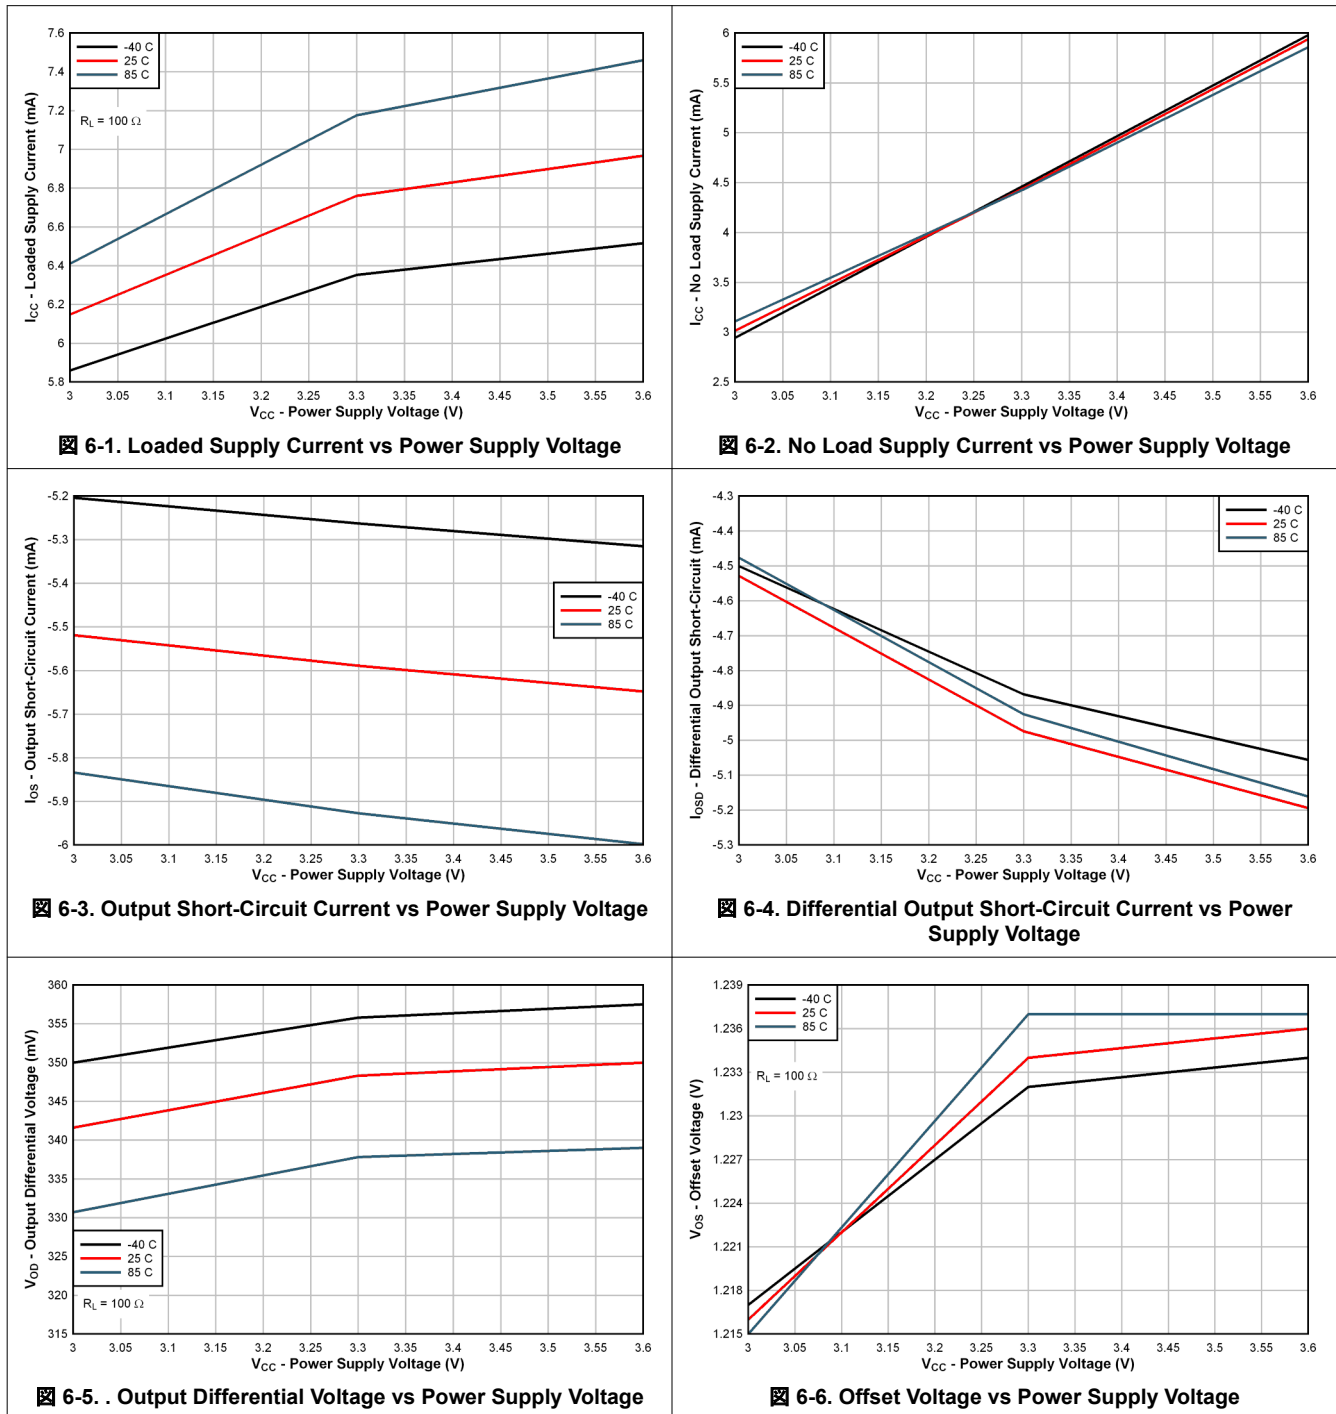 7.6
7.4
7.2
7
6.8
6.6
6.4
6.2
6
5.8
I_CC - Loaded Supply Current (mA)
-40 C
25 C
85 C
R_L = 100 Ω
3 3.05 3.1 3.15 3.2 3.25 3.3 3.35 3.4 3.45 3.5 3.55 3.6
V_CC - Power Supply Voltage (V)
図 6-1. Loaded Supply Current vs Power Supply Voltage
6
5.5
5
4.5
4
3.5
3
2.5
I_CC - No Load Supply Current (mA)
-40 C
25 C
85 C
3 3.05 3.1 3.15 3.2 3.25 3.3 3.35 3.4 3.45 3.5 3.55 3.6
V_CC - Power Supply Voltage (V)
図 6-2. No Load Supply Current vs Power Supply Voltage
-5.2
-5.3
-5.4
-5.5
-5.6
-5.7
-5.8
-5.9
-6
I_OS - Output Short-Circuit Current (mA)
-40 C
25 C
85 C
3 3.05 3.1 3.15 3.2 3.25 3.3 3.35 3.4 3.45 3.5 3.55 3.6
V_CC - Power Supply Voltage (V)
図 6-3. Output Short-Circuit Current vs Power Supply Voltage
-4.3
-4.4
-4.5
-4.6
-4.7
-4.8
-4.9
-5
-5.1
-5.2
-5.3
I_OSD - Differential Output Short-Circuit (mA)
-40 C
25 C
85 C
3 3.05 3.1 3.15 3.2 3.25 3.3 3.35 3.4 3.45 3.5 3.55 3.6
V_CC - Power Supply Voltage (V)
図 6-4. Differential Output Short-Circuit Current vs Power
Supply Voltage
360
355
350
345
340
335
330
325
320
315
V_OD - Output Differential Voltage (mV)
-40 C
25 C
85 C
R_L = 100 Ω
3 3.05 3.1 3.15 3.2 3.25 3.3 3.35 3.4 3.45 3.5 3.55 3.6
V_CC - Power Supply Voltage (V)
図 6-5. . Output Differential Voltage vs Power Supply Voltage
1.239
1.236
1.233
1.23
1.227
1.224
1.221
1.218
1.215
V_OS - Offset Voltage (V)
-40 C
25 C
85 C
R_L = 100 Ω
3 3.05 3.1 3.15 3.2 3.25 3.3 3.35 3.4 3.45 3.5 3.55 3.6
V_CC - Power Supply Voltage (V)
図 6-6. Offset Voltage vs Power Supply Voltage